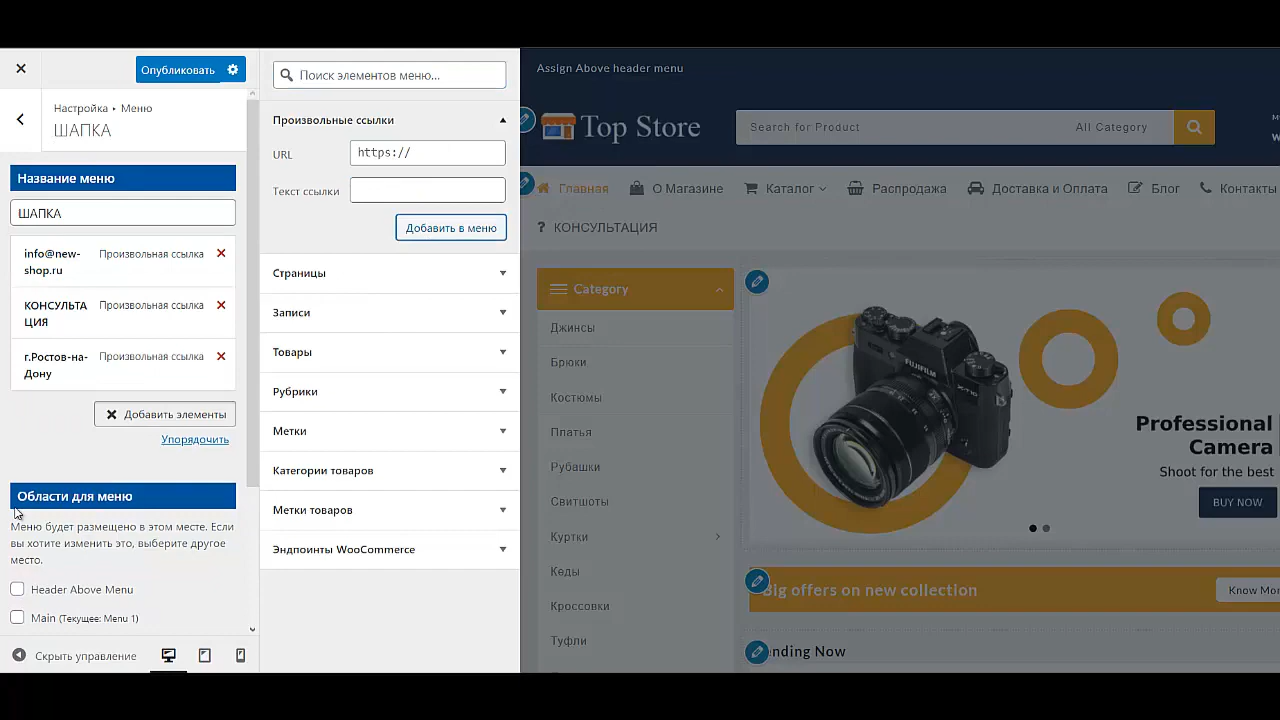 Опубликовать
Настройка ▸ Меню
ШАПКА
Название меню
ШАПКА
info@new-
shop.ru
Произвольная ссылка
КОНСУЛЬТА
ЦИЯ
Произвольная ссылка
г.Ростов-на-
Дону
Произвольная ссылка
Добавить элементы
Упорядочить
Области для меню
Меню будет размещено в этом месте. Если
вы хотите изменить это, выберите другое
место.
Header Above Menu
Main (Текущее: Menu 1)
Скрыть управление
Поиск элементов меню...
Произвольные ссылки
URL
https://
Текст ссылки
Добавить в меню
Страницы
Записи
Товары
Рубрики
Метки
Категории товаров
Метки товаров
Эндпоинты WooCommerce
Assign Above header menu
Top Store
Search for Product
All Category
Главная
О Магазине
Каталог
Распродажа
Доставка и Оплата
Блог
Контакты
? КОНСУЛЬТАЦИЯ
Category
Джинсы
Брюки
Костюмы
Платья
Рубашки
Свитшоты
Куртки
Кеды
Кроссовки
Туфли
FUJIFILM
Professional
Camera
Shoot for the best
BUY NOW
Big offers on new collection
Know Mor
ending Now